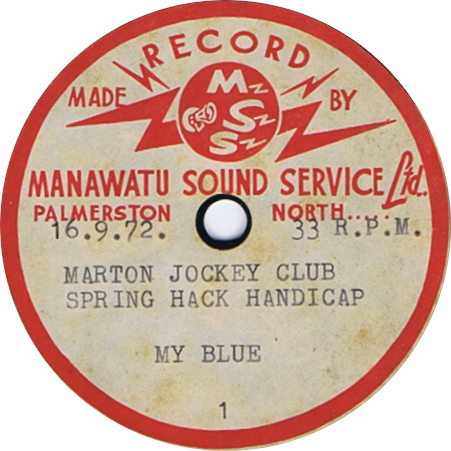 RECORD
MADE BY
M
S
S
MANAWATU SOUND SERVICE Ltd.
PALMERSTON NORTH.....
16.9.72. 33 R.P.M.
MARTON JOCKEY CLUB
SPRING HACK HANDICAP
MY BLUE
1